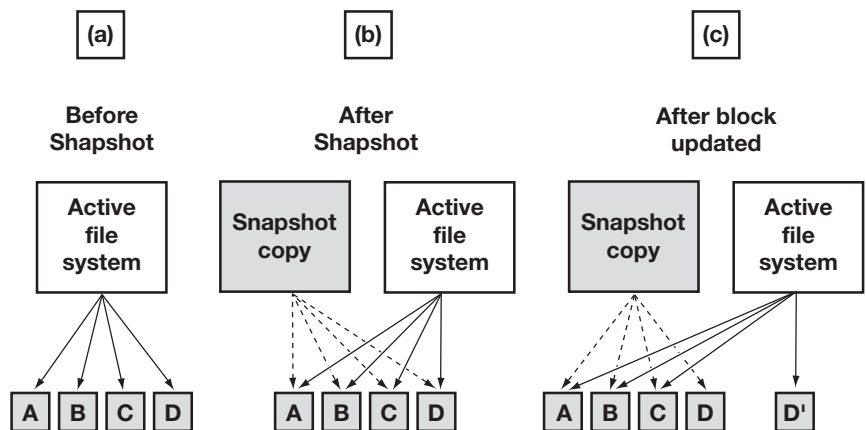 (a)
(b)
(c)
Before
Shapshot
After
Shapshot
After block
updated
Active
file
system
Snapshot
copy
Active
file
system
Snapshot
copy
Active
file
system
A B C D
A B C D
A B C D D'